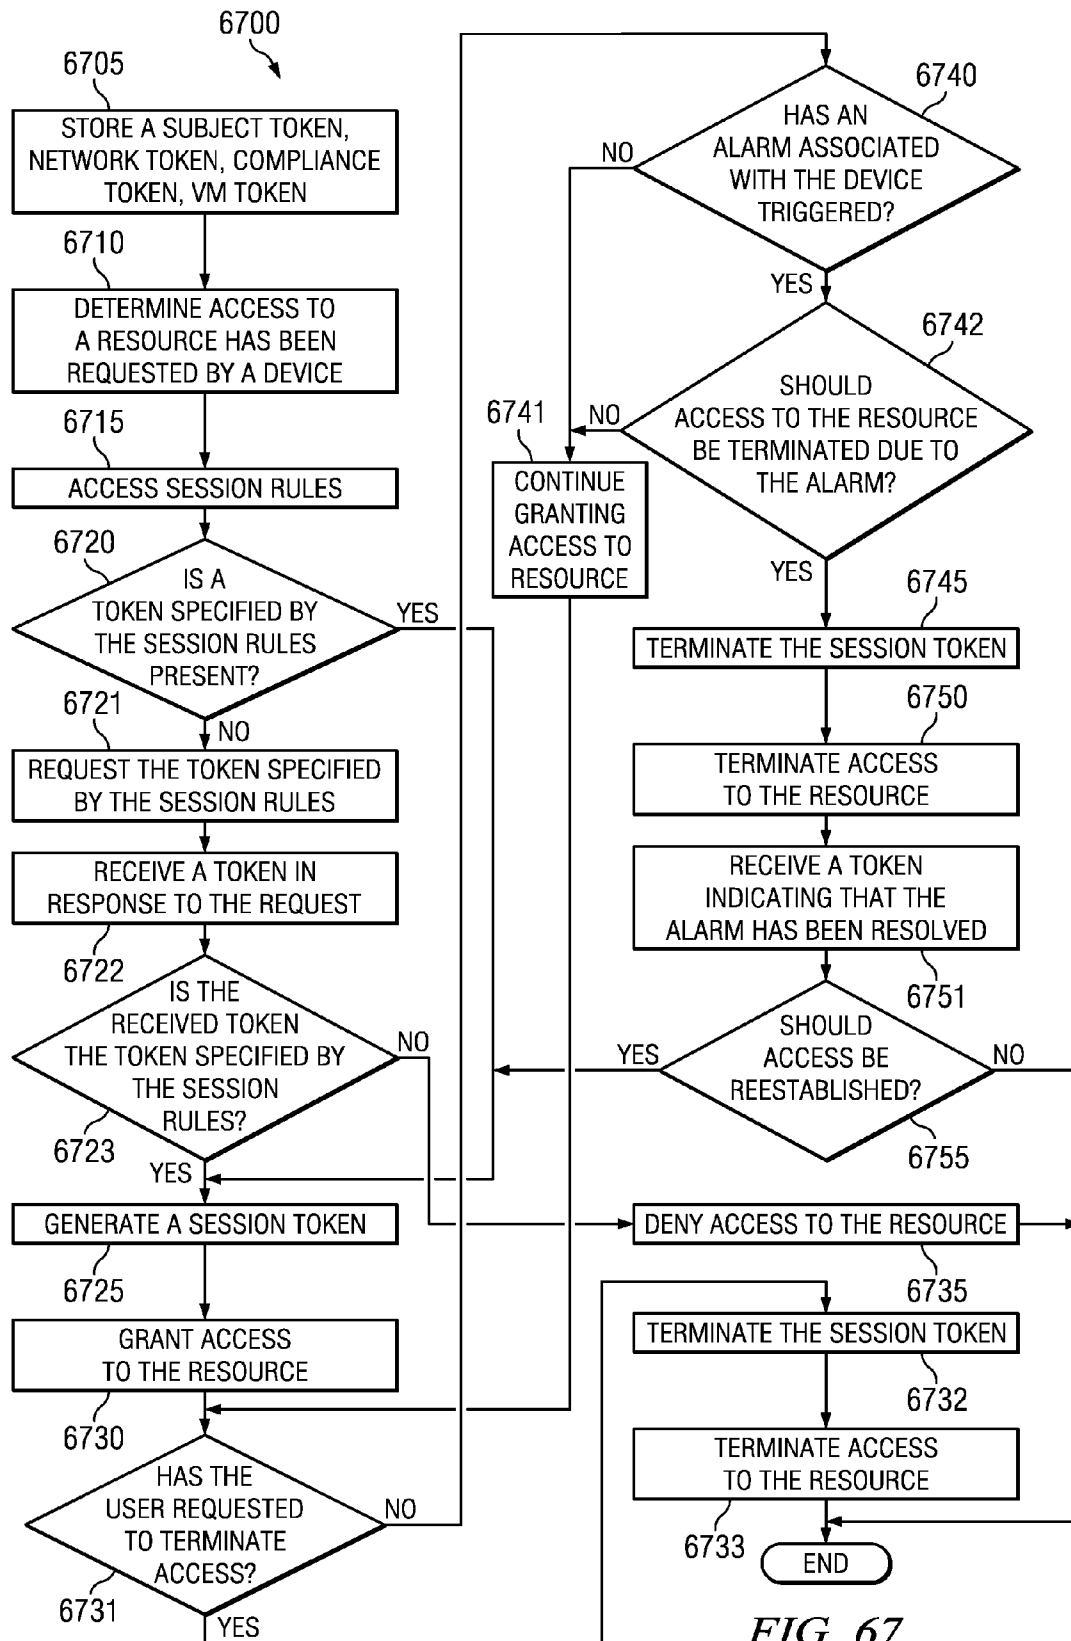 6700
6705
STORE A SUBJECT TOKEN,
NETWORK TOKEN, COMPLIANCE
TOKEN, VM TOKEN
6710
DETERMINE ACCESS TO
A RESOURCE HAS BEEN
REQUESTED BY A DEVICE
6715
ACCESS SESSION RULES
6720
IS A
TOKEN SPECIFIED BY
THE SESSION RULES
PRESENT?
YES
6721
NO
REQUEST THE TOKEN SPECIFIED
BY THE SESSION RULES
RECEIVE A TOKEN IN
RESPONSE TO THE REQUEST
6722
IS THE
RECEIVED TOKEN
THE TOKEN SPECIFIED BY
THE SESSION
RULES?
NO
6723
YES
GENERATE A SESSION TOKEN
6725
GRANT ACCESS
TO THE RESOURCE
6730
HAS THE
USER REQUESTED
TO TERMINATE
ACCESS?
NO
6731
YES
6740
HAS AN
ALARM ASSOCIATED
WITH THE DEVICE
TRIGGERED?
NO
YES
6742
SHOULD
ACCESS TO THE RESOURCE
BE TERMINATED DUE TO
THE ALARM?
NO
6741
CONTINUE
GRANTING
ACCESS TO
RESOURCE
YES
6745
TERMINATE THE SESSION TOKEN
6750
TERMINATE ACCESS
TO THE RESOURCE
RECEIVE A TOKEN
INDICATING THAT THE
ALARM HAS BEEN RESOLVED
6751
SHOULD
ACCESS BE
REESTABLISHED?
YES
NO
6755
DENY ACCESS TO THE RESOURCE
6735
TERMINATE THE SESSION TOKEN
6732
TERMINATE ACCESS
TO THE RESOURCE
6733
END
FIG. 67